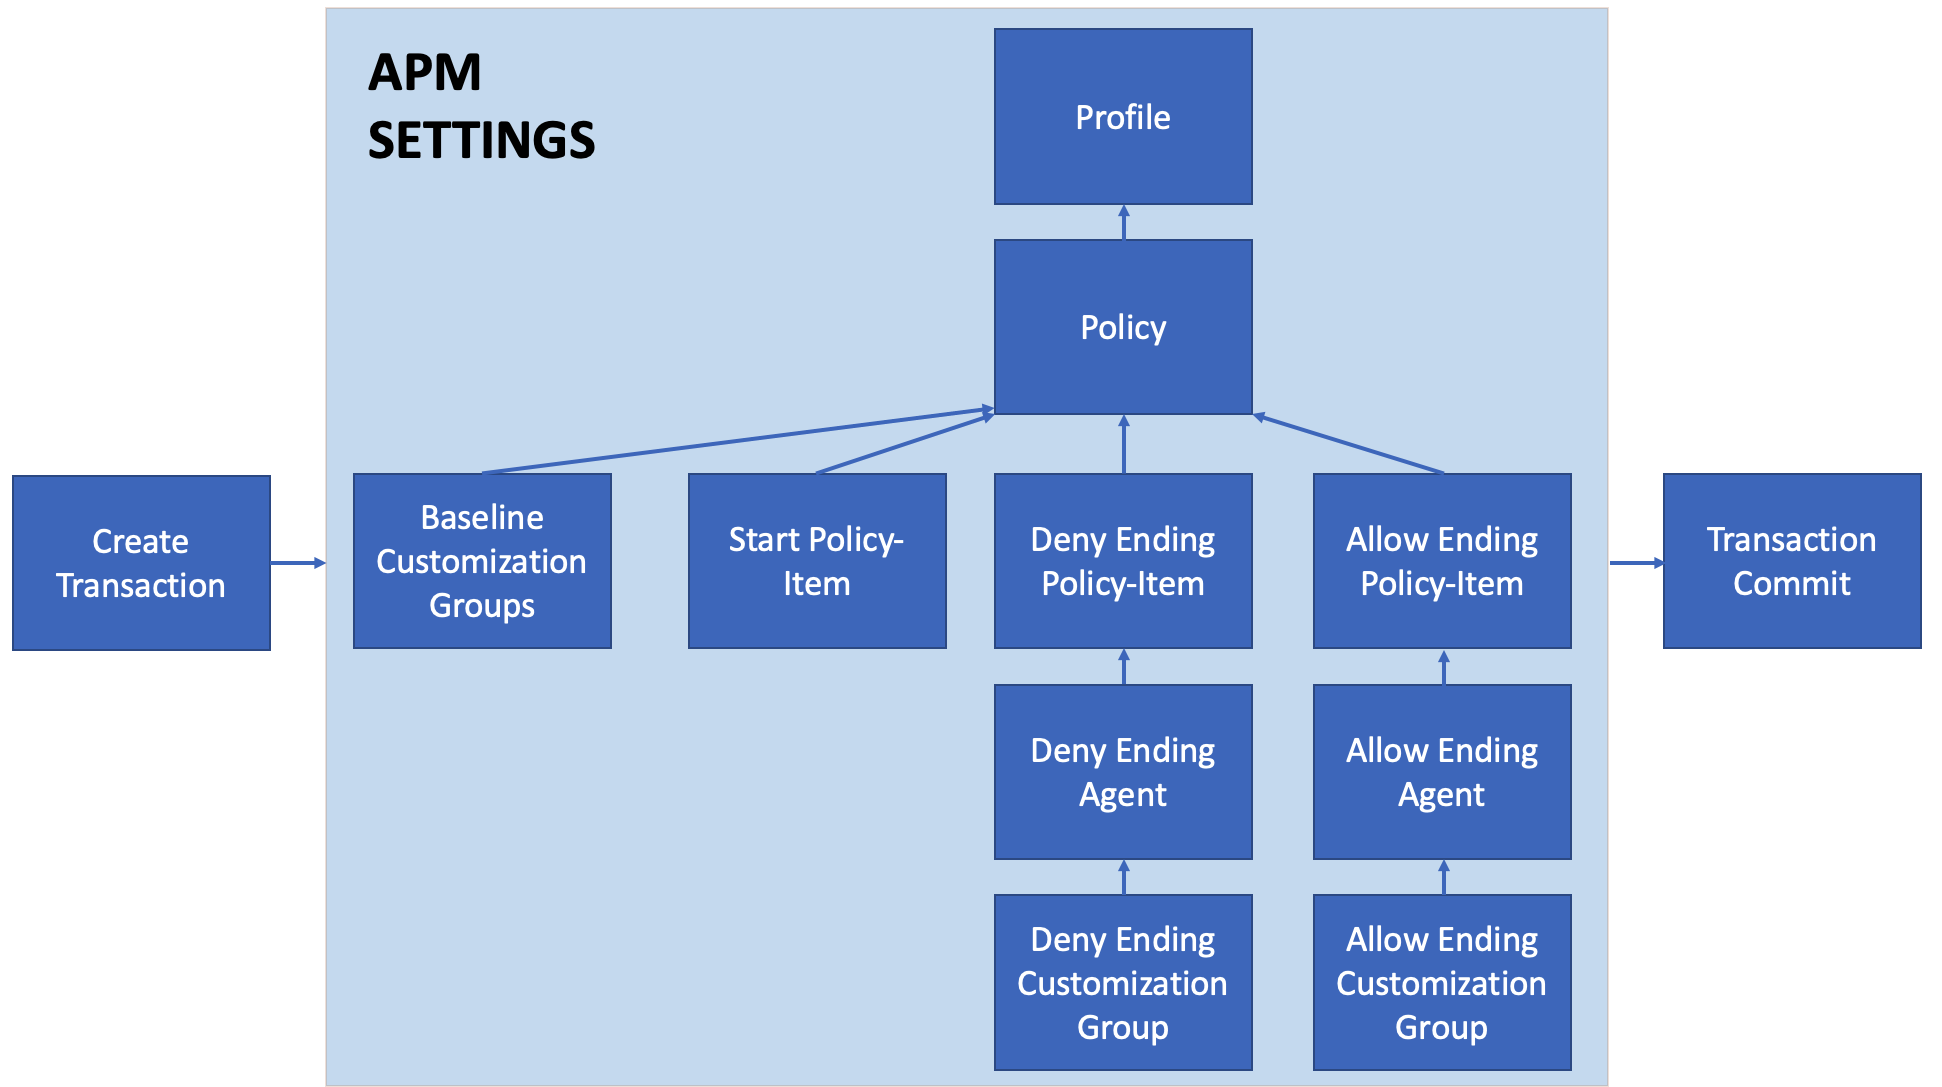 APM
SETTINGS
Profile
Policy
Create
Transaction
Baseline
Customization
Groups
Start Policy-
Item
Deny Ending
Policy-Item
Allow Ending
Policy-Item
Transaction
Commit
Deny Ending
Agent
Allow Ending
Agent
Deny Ending
Customization
Group
Allow Ending
Customization
Group